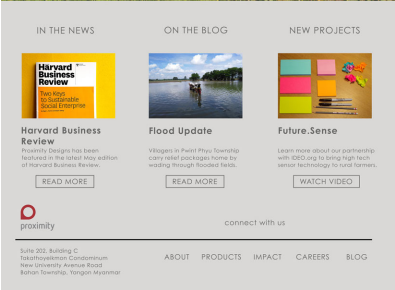 IN THE NEWS
ON THE BLOG
NEW PROJECTS
Harvard
Business
Review
Two Keys
to Sustainable
Social Enterprise
Harvard Business
Review
Proximity Designs has been
featured in the latest May edition
of Harvard Business Review.
READ MORE
Flood Update
Villagers in Pwint Phyu Township
carry relief packages home by
wading through flooded fields.
READ MORE
Future.Sense
Learn more about our partnership
with IDEO.org to bring high tech
sensor technology to rural farmers.
WATCH VIDEO
proximity
connect with us
Suite 202, Building C
Takathoyeikmon Condominum
New University Avenue Road
Bahan Township, Yangon Myanmar
ABOUT PRODUCTS IMPACT CAREERS BLOG